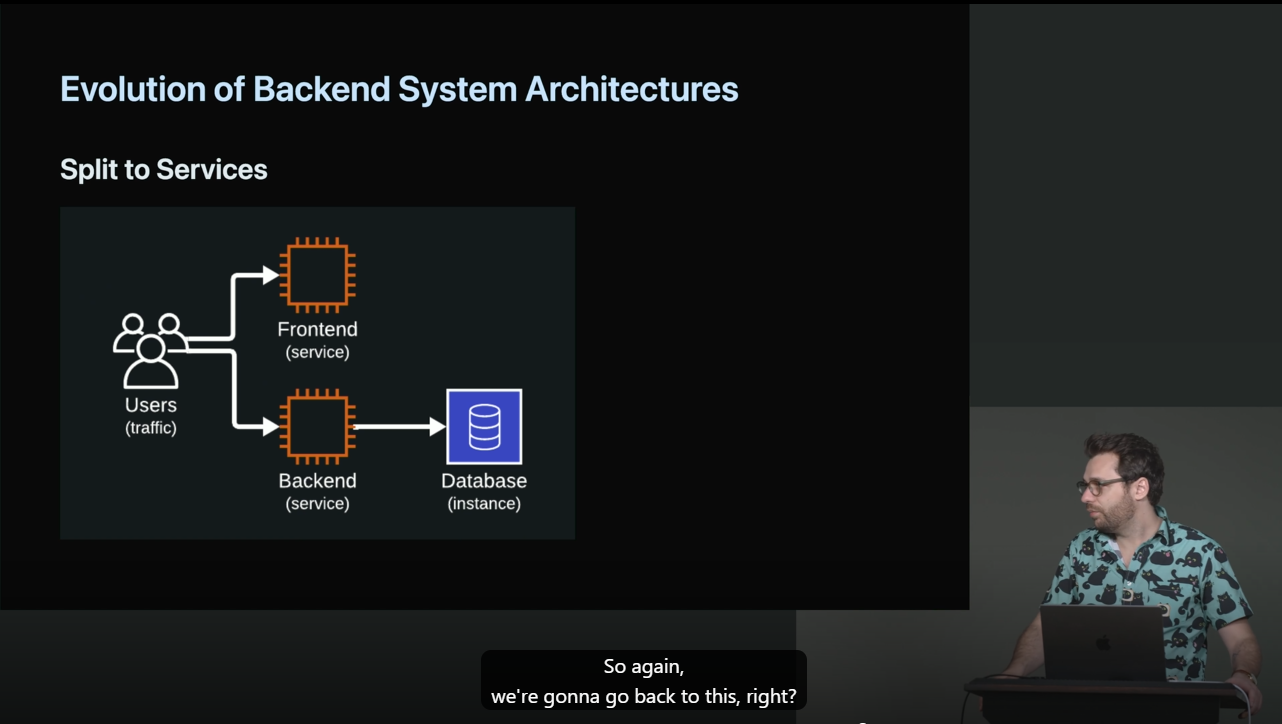 Evolution of Backend System Architectures
Split to Services
Frontend
(service)
Users
(traffic)
Backend
(service)
Database
(instance)
So again,
we're gonna go back to this, right?